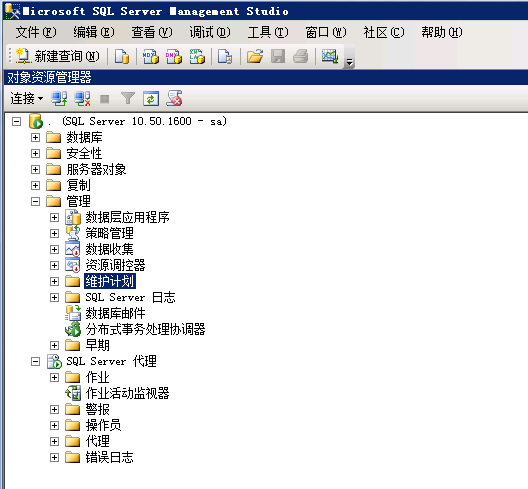 Microsoft SQL Server Management Studio
文件(F) 编辑(E) 查看(V) 调试(D) 工具(T) 窗口(W) 社区(C) 帮助(H)
新建查询(N)
对象资源管理器
连接
. (SQL Server 10.50.1600 - sa)
数据库
安全性
服务器对象
复制
管理
数据层应用程序
策略管理
数据收集
资源调控器
维护计划
SQL Server 日志
数据库邮件
分布式事务处理协调器
早期
SQL Server 代理
作业
作业活动监视器
警报
操作员
代理
错误日志